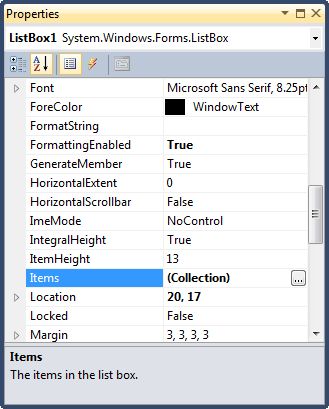 Properties
ListBox1 System.Windows.Forms.ListBox
Font Microsoft Sans Serif, 8.25pt
ForeColor WindowText
FormatString
FormattingEnabled True
GenerateMember True
HorizontalExtent 0
HorizontalScrollbar False
ImeMode NoControl
IntegralHeight True
ItemHeight 13
Items (Collection) ...
Location 20, 17
Locked False
Margin 3, 3, 3, 3
Items
The items in the list box.